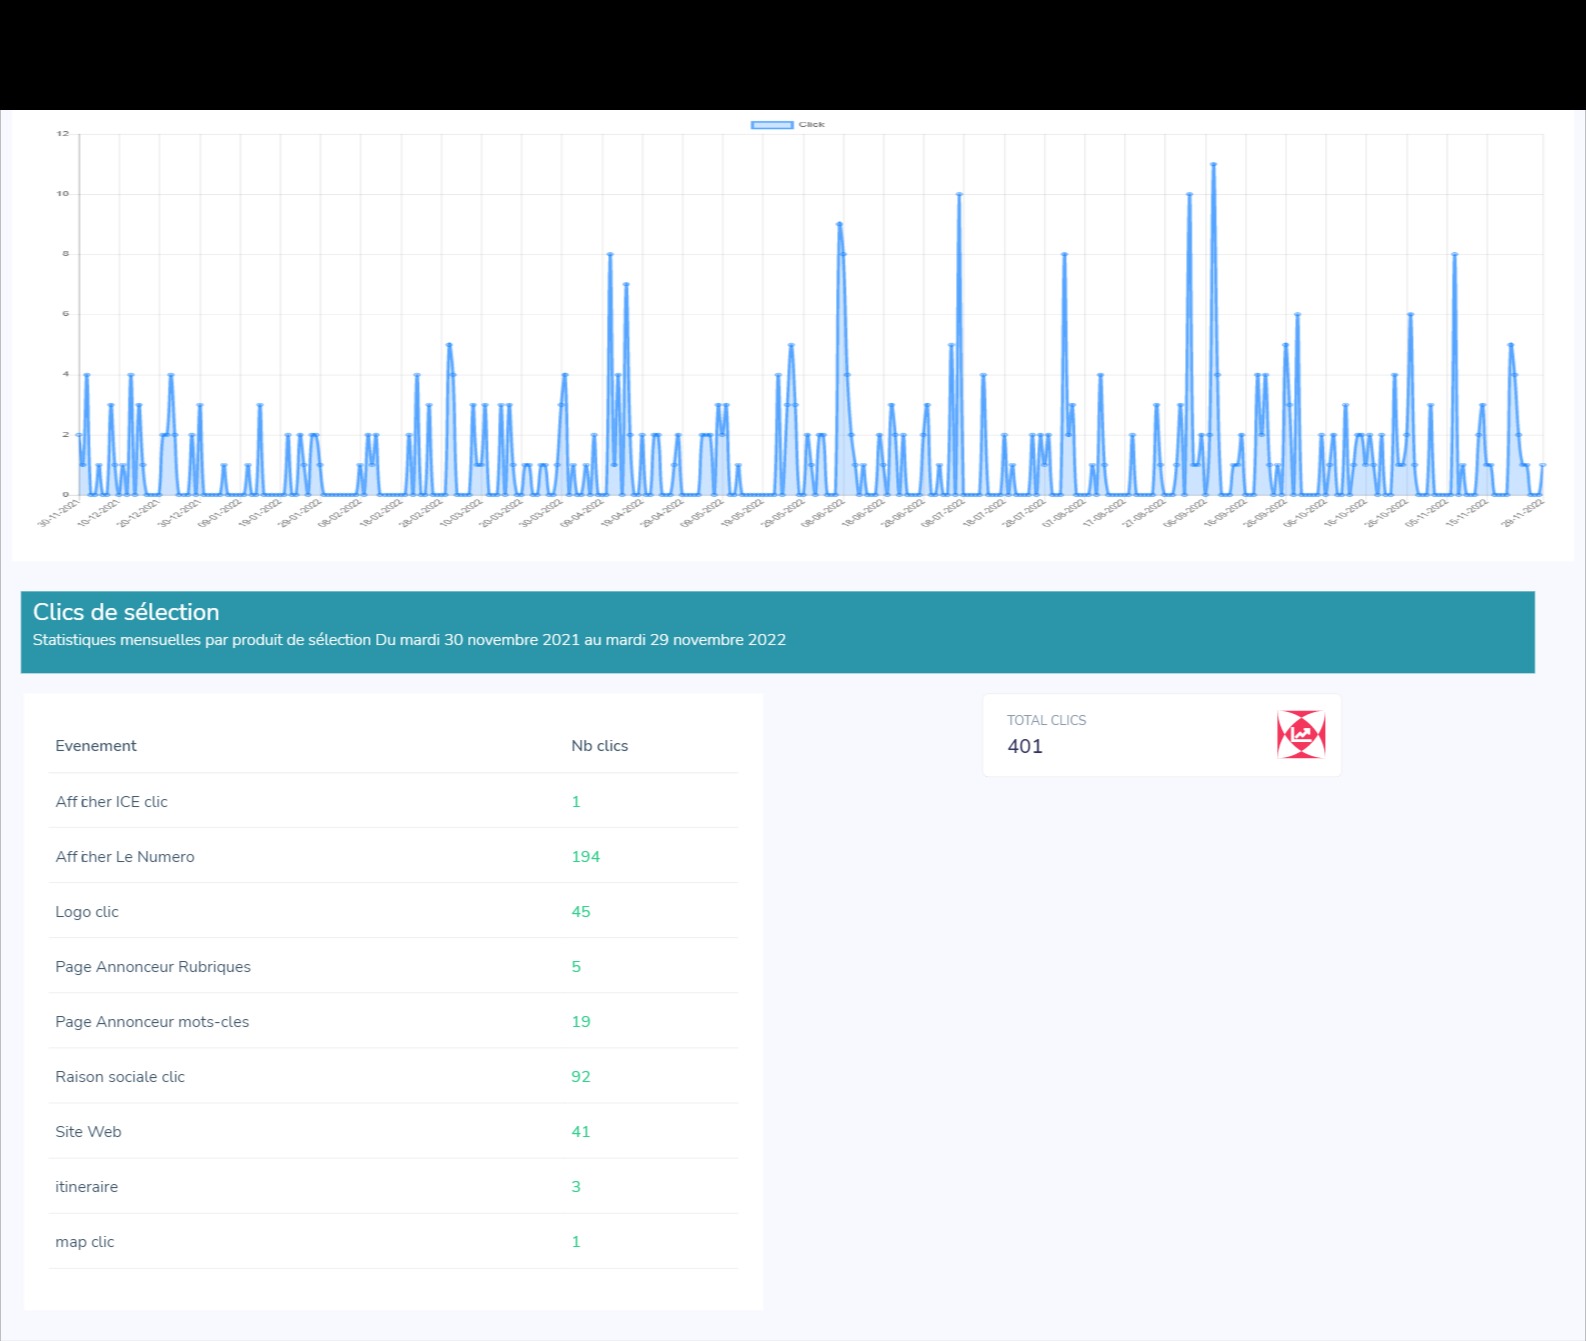 Click
12
10
8
6
4
2
0
30-11-2021 10-12-2021 20-12-2021 30-12-2021 09-01-2022 19-01-2022 29-01-2022 08-02-2022 18-02-2022 28-02-2022 10-03-2022 20-03-2022 30-03-2022 09-04-2022 19-04-2022 29-04-2022 09-05-2022 19-05-2022 29-05-2022 08-06-2022 18-06-2022 28-06-2022 08-07-2022 18-07-2022 28-07-2022 07-08-2022 17-08-2022 27-08-2022 06-09-2022 16-09-2022 26-09-2022 06-10-2022 16-10-2022 26-10-2022 05-11-2022 15-11-2022 29-11-2022
Clics de sélection
Statistiques mensuelles par produit de sélection Du mardi 30 novembre 2021 au mardi 29 novembre 2022
Evenement Nb clics
Afficher ICE clic 1
Afficher Le Numero 194
Logo clic 45
Page Annonceur Rubriques 5
Page Annonceur mots-cles 19
Raison sociale clic 92
Site Web 41
itineraire 3
map clic 1
TOTAL CLICS
401